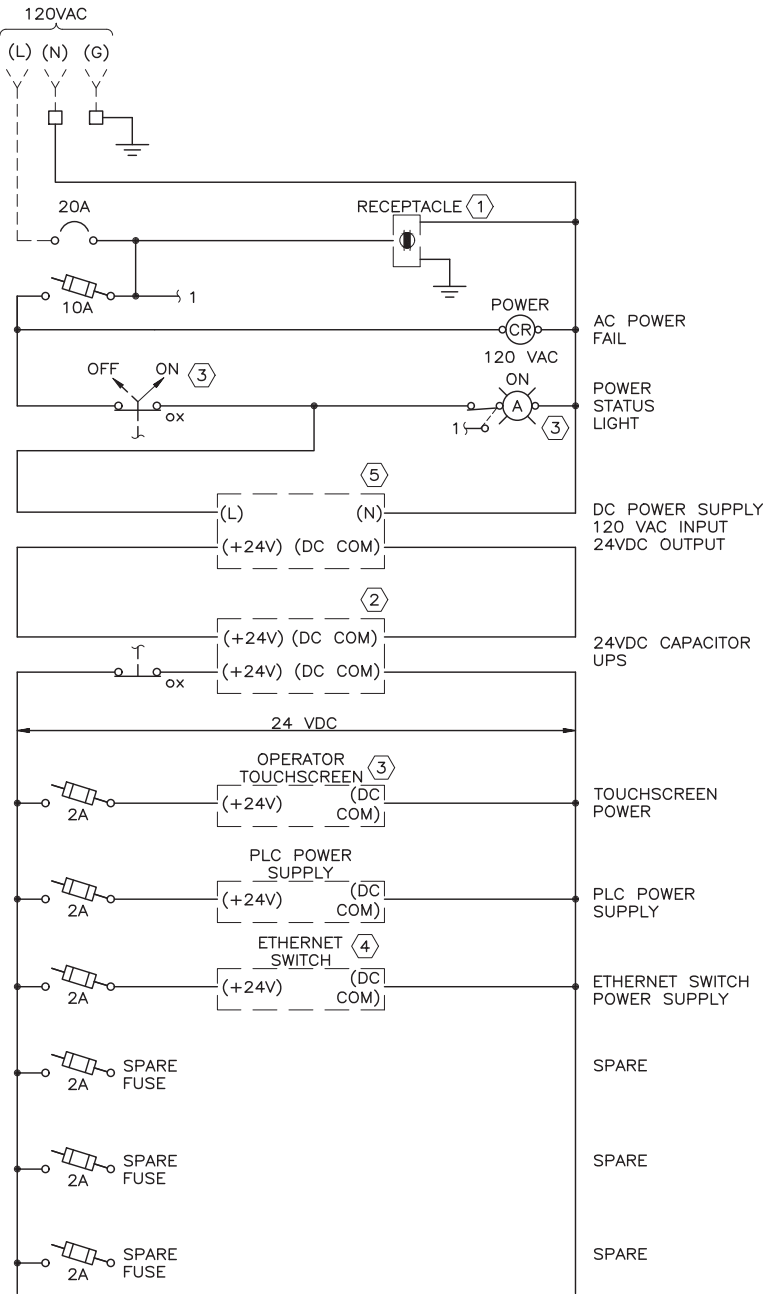 120VAC
(L) (N) (G)
20A
RECEPTACLE 1
10A
1
POWER
CR
120 VAC
AC POWER
FAIL
OFF ON 3
OX
ON
A
1
3
POWER
STATUS
LIGHT
5
(L) (N)
(+24V) (DC COM)
DC POWER SUPPLY
120 VAC INPUT
24VDC OUTPUT
2
(+24V) (DC COM)
(+24V) (DC COM)
OX
24VDC CAPACITOR
UPS
24 VDC
OPERATOR
TOUCHSCREEN 3
2A
(+24V) (DC
COM)
TOUCHSCREEN
POWER
PLC POWER
SUPPLY
2A
(+24V) (DC
COM)
PLC POWER
SUPPLY
ETHERNET 4
SWITCH
2A
(+24V) (DC
COM)
ETHERNET SWITCH
POWER SUPPLY
2A
SPARE
FUSE
SPARE
2A
SPARE
FUSE
SPARE
2A
SPARE
FUSE
SPARE